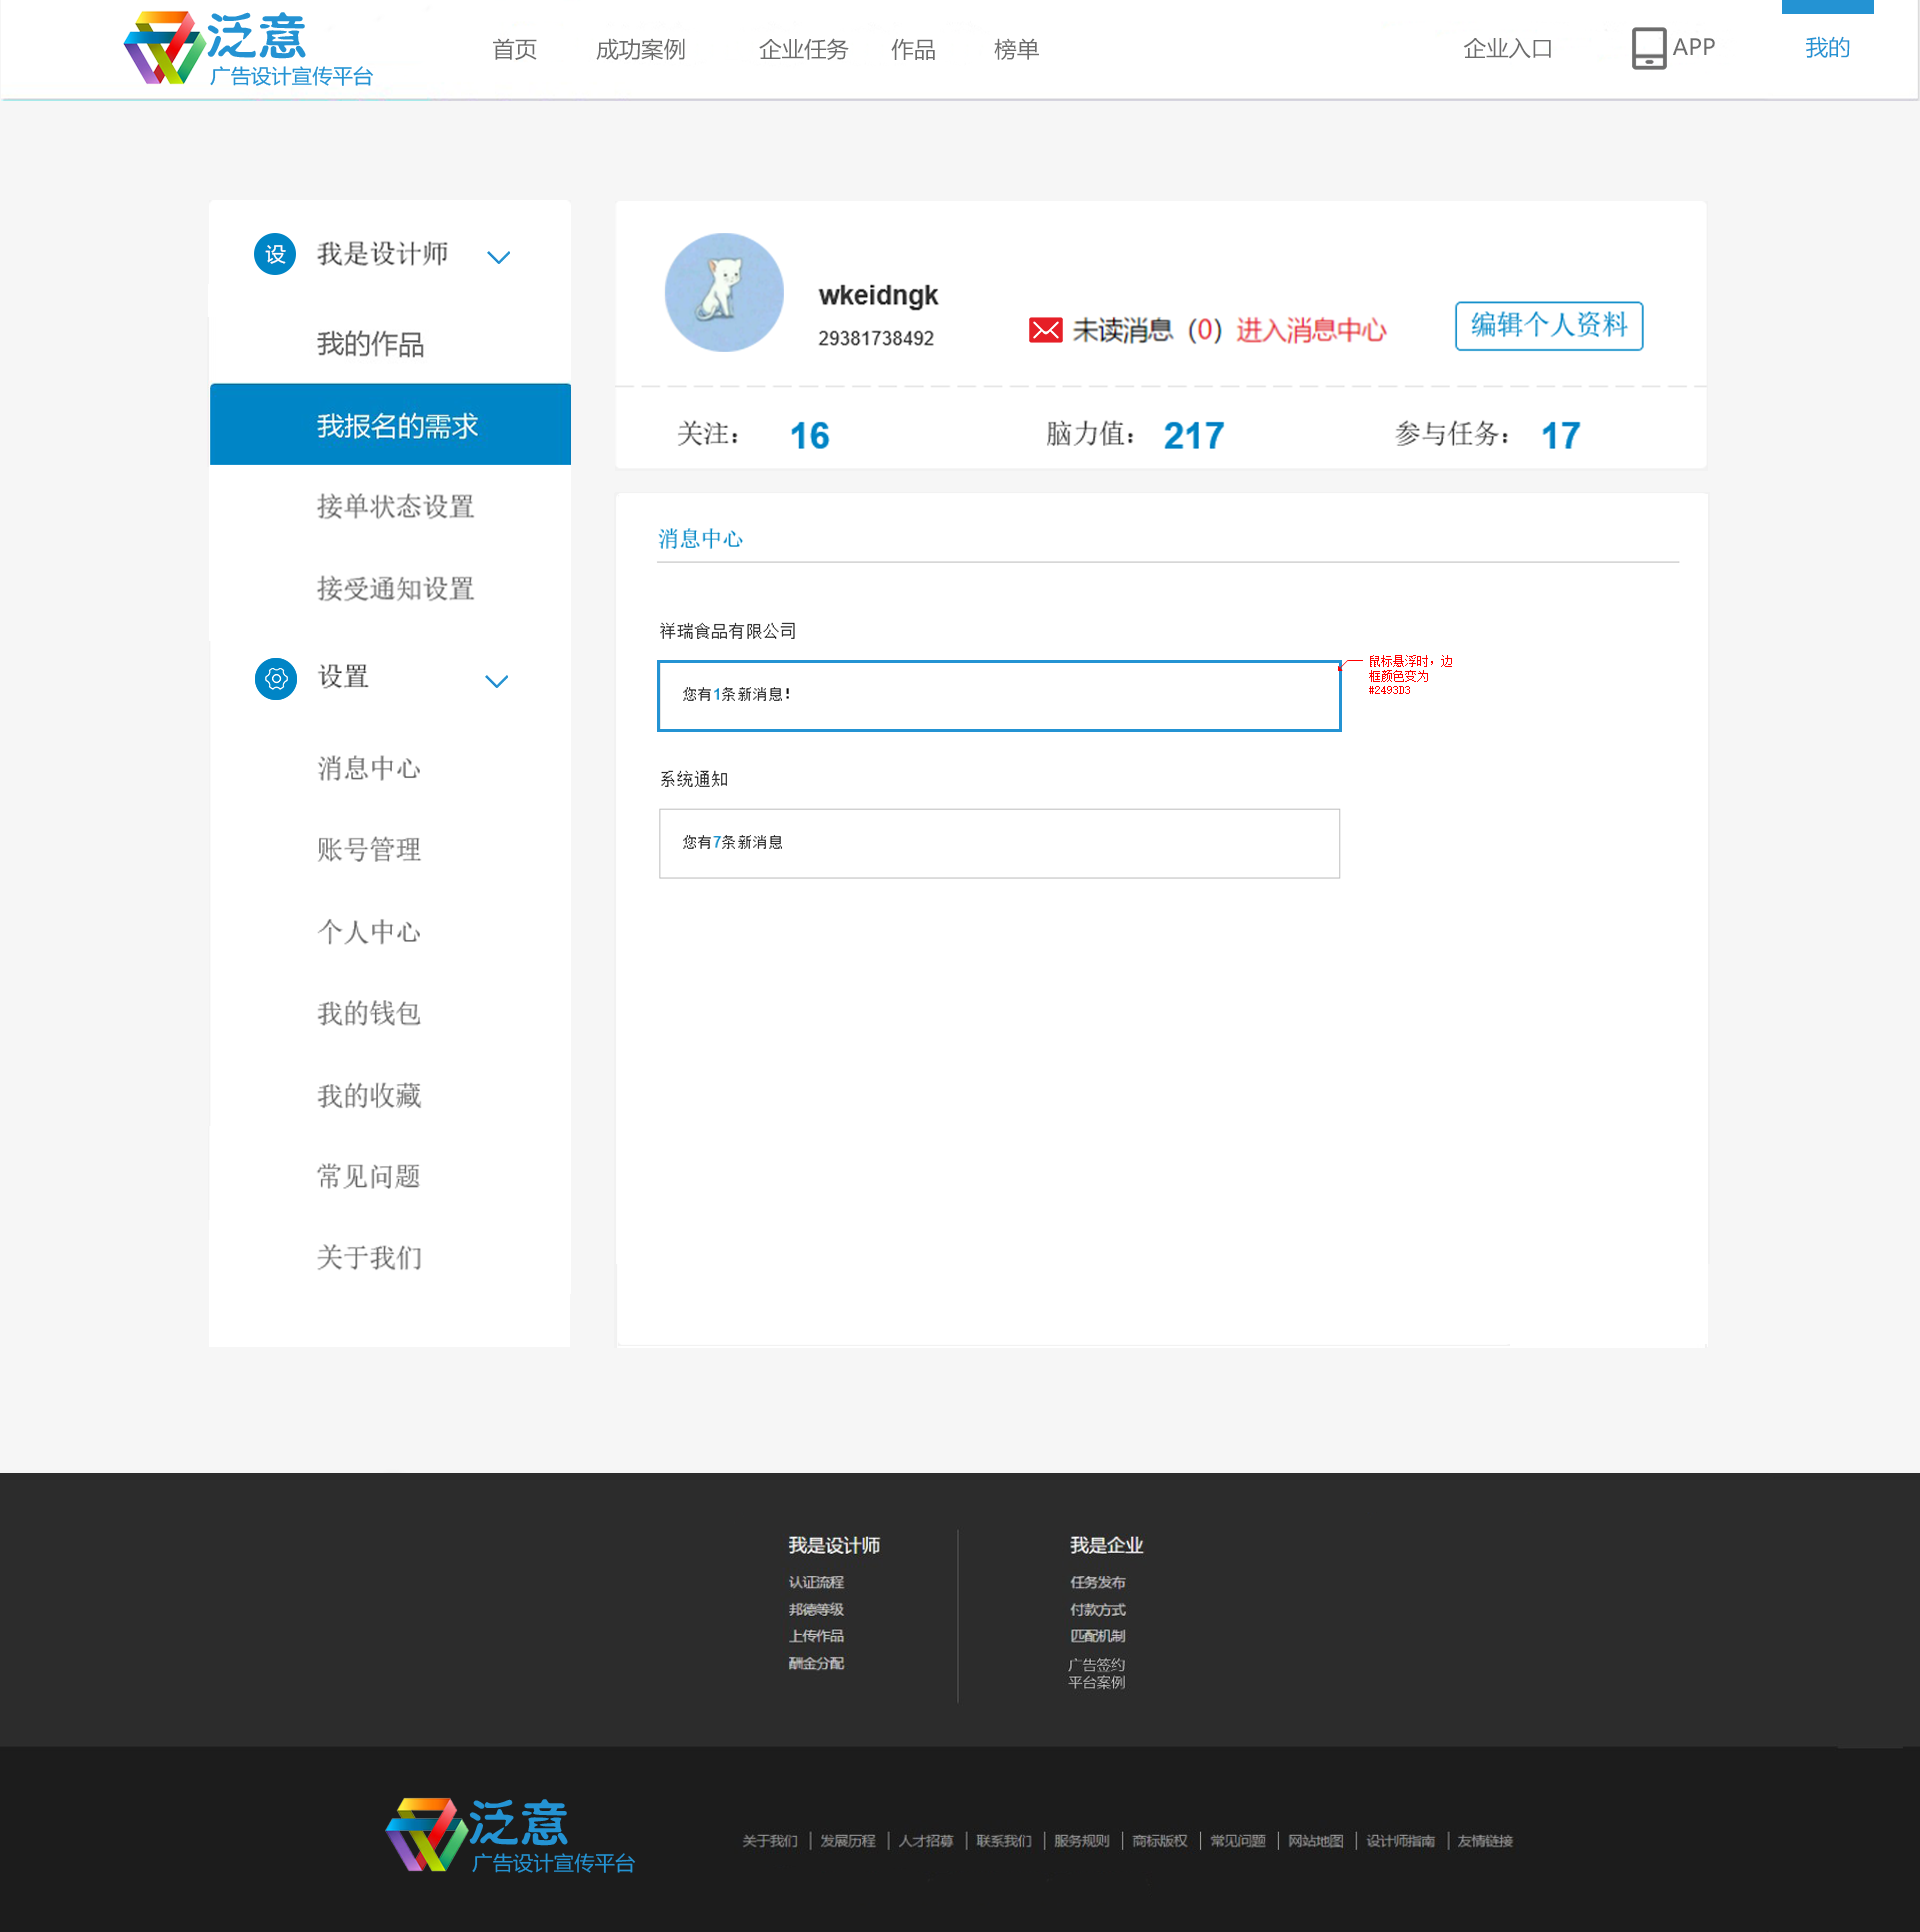 泛意
广告设计宣传平台
首页
成功案例
企业任务
作品
榜单
企业入口
APP
我的
设 我是设计师
我的作品
我报名的需求
接单状态设置
接受通知设置
设置
消息中心
账号管理
个人中心
我的钱包
我的收藏
常见问题
关于我们
wkeidngk
29381738492
未读消息（0）进入消息中心
编辑个人资料
关注： 16
脑力值： 217
参与任务： 17
消息中心
祥瑞食品有限公司
您有1条新消息！
鼠标悬浮时，边
框颜色变为
#2493D3
系统通知
您有7条新消息
我是设计师
认证流程
邦德等级
上传作品
酬金分配
我是企业
任务发布
付款方式
匹配机制
广告签约
平台案例
泛意
广告设计宣传平台
关于我们 | 发展历程 | 人才招募 | 联系我们 | 服务规则 | 商标版权 | 常见问题 | 网站地图 | 设计师指南 | 友情链接